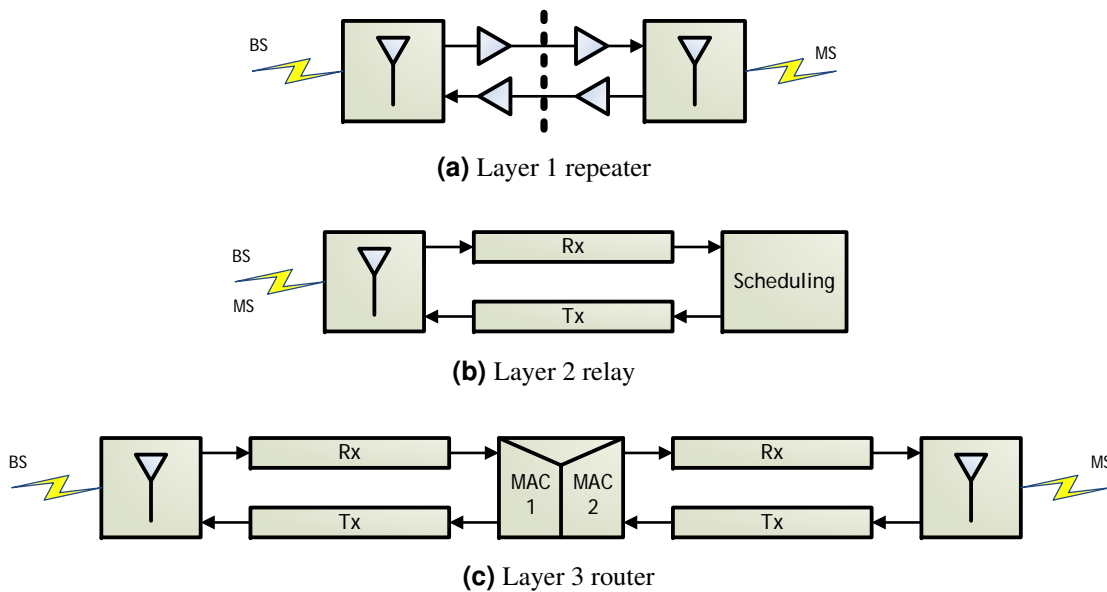 BS
MS
(a) Layer 1 repeater
BS
MS
Rx
Tx
Scheduling
(b) Layer 2 relay
BS
Rx
Tx
MAC
1
MAC
2
Rx
Tx
MS
(c) Layer 3 router